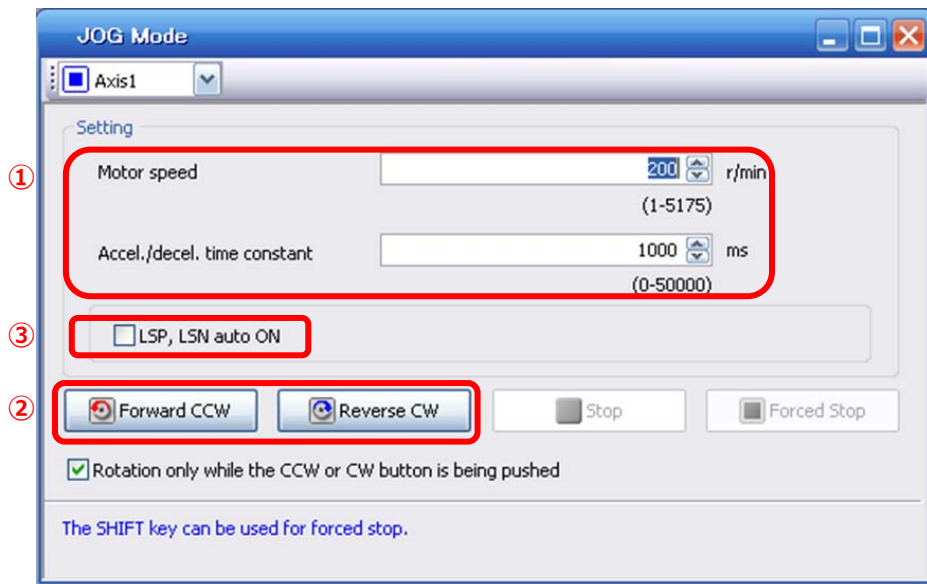 JOG Mode
Axis1
Setting
① Motor speed 200 r/min
(1-5175)
Accel./decel. time constant 1000 ms
(0-50000)
③ LSP, LSN auto ON
② Forward CCW Reverse CW Stop Forced Stop
Rotation only while the CCW or CW button is being pushed
The SHIFT key can be used for forced stop.